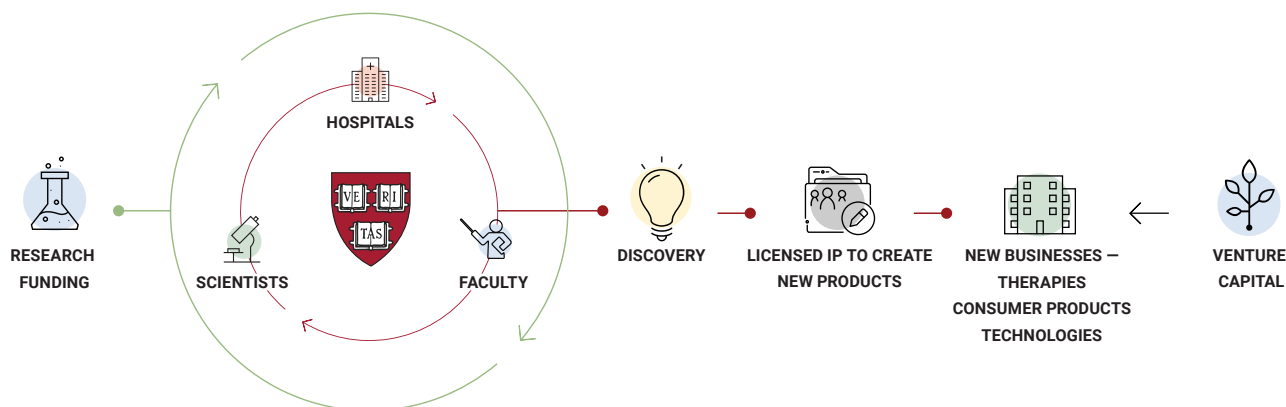 RESEARCH
FUNDING
HOSPITALS
SCIENTISTS
VE RI
TAS
FACULTY
DISCOVERY
LICENSED IP TO CREATE
NEW PRODUCTS
NEW BUSINESSES —
THERAPIES
CONSUMER PRODUCTS
TECHNOLOGIES
VENTURE
CAPITAL